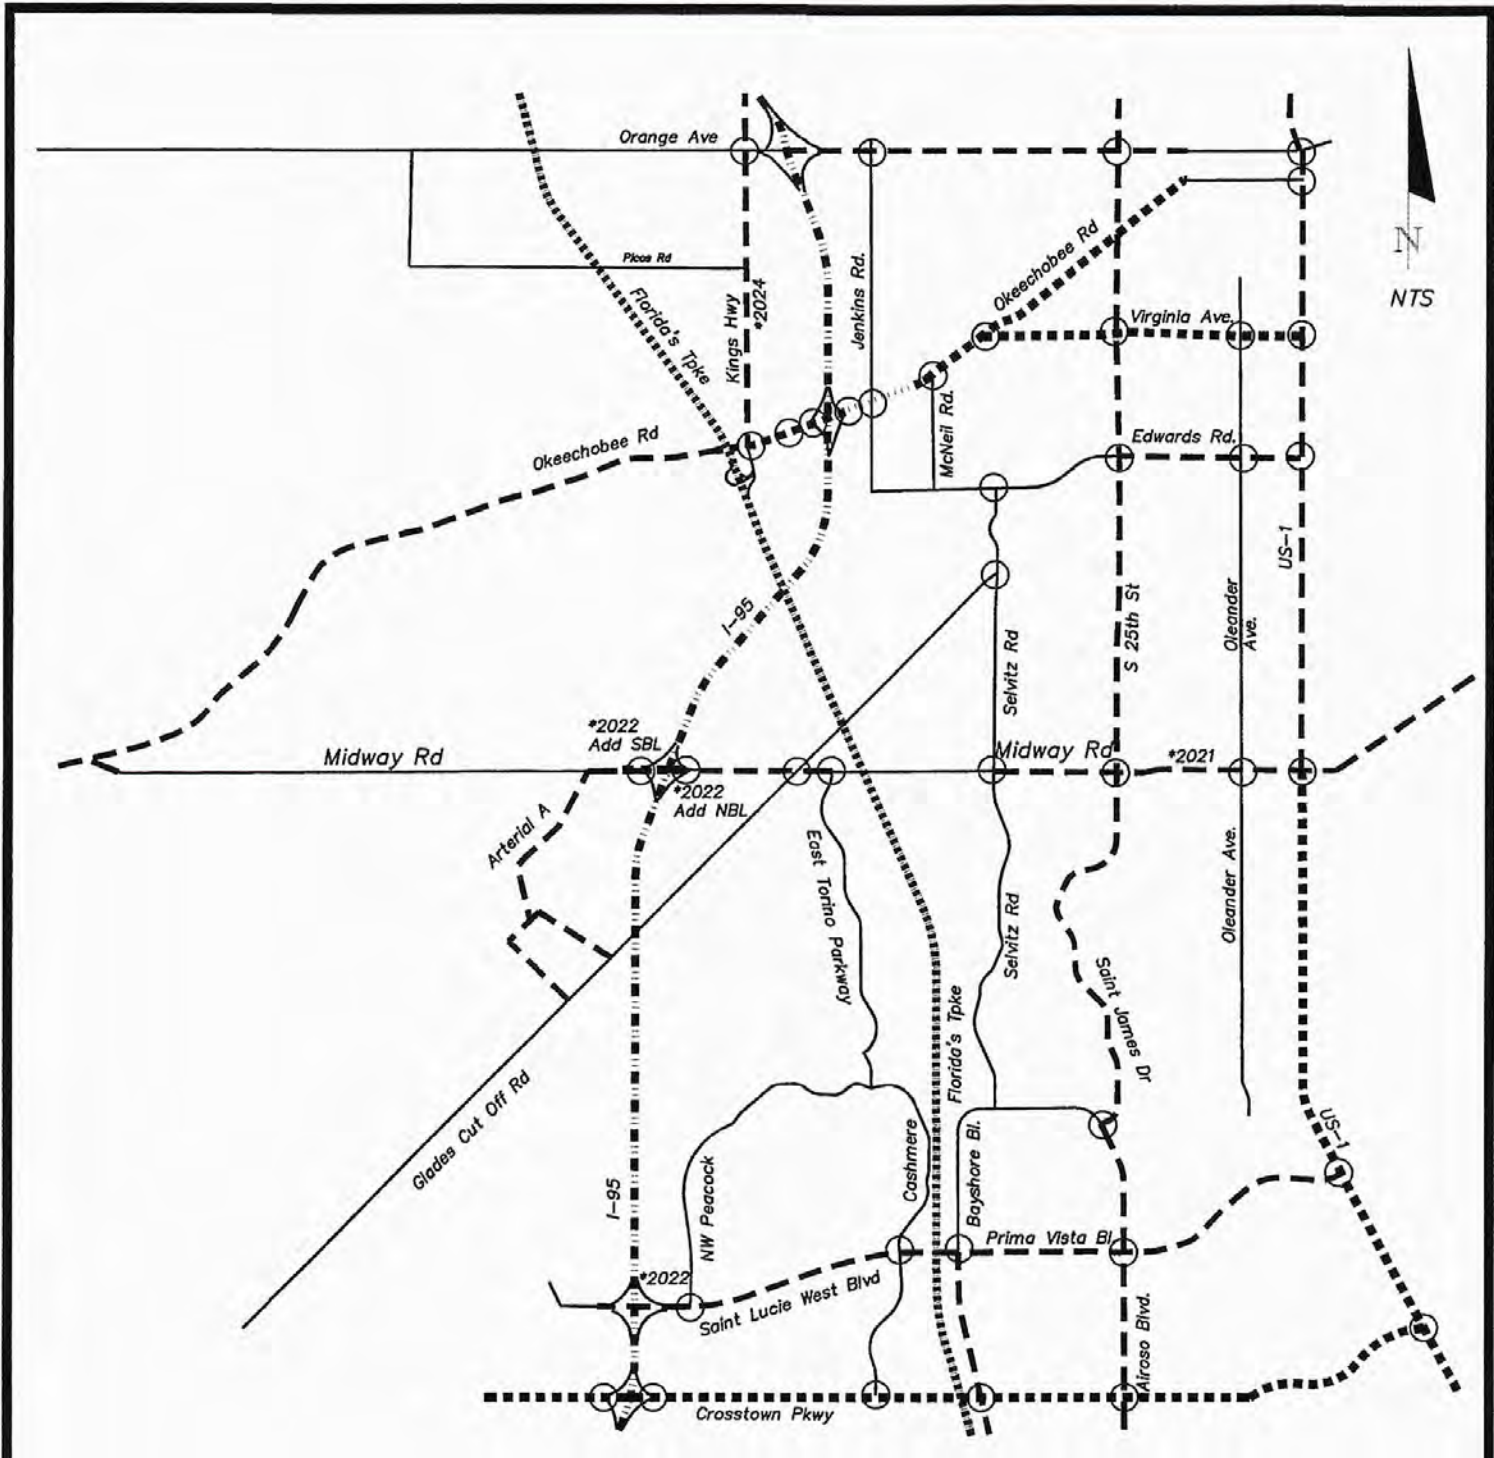 Orange Ave
Picos Rd
Florida's Tpke
Kings Hwy
*2024
Jenkins Rd.
Okeechobee Rd
N
NTS
Virginia Ave.
Okeechobee Rd
McNeil Rd.
Edwards Rd.
US-1
I-95
Selvitz Rd
S 25th St
Oleander
Ave.
*2022
Add SBL
Midway Rd
Midway Rd
*2021
*2022
Add NBL
Arterial A
East Torino Parkway
Selvitz Rd
Oleander Ave.
Saint James Dr
Florida's Tpke
Glades Cut Off Rd
US-1
Cashmere
Bayshore Bl.
NW Peacock
I-95
Prima Vista Bl
*2022
Saint Lucie West Blvd
Airoso Blvd.
Crosstown Pkwy